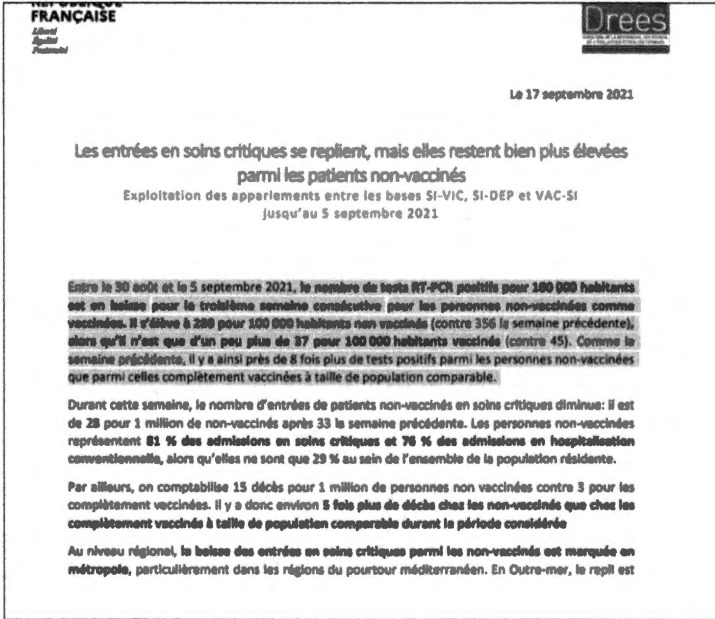 RÉPUBLIQUE
FRANÇAISE
Liberté
Égalité
Fraternité
Drees
Le 17 septembre 2021
Les entrées en soins critiques se replient, mais elles restent bien plus élevées
parmi les patients non-vaccinés
Exploitation des appariements entre les bases SI-VIC, SI-DEP et VAC-SI
jusqu'au 5 septembre 2021
Entre le 30 août et le 5 septembre 2021, le nombre de tests RT-PCR positifs pour 100 000 habitants
est en baisse pour la troisième semaine consécutive pour les personnes non-vaccinées comme
vaccinées. Il s'élève à 280 pour 100 000 habitants non vaccinés (contre 356 la semaine précédente),
alors qu'il n'est que d'un peu plus de 37 pour 100 000 habitants vaccinés (contre 45). Comme la
semaine précédente, il y a ainsi près de 8 fois plus de tests positifs parmi les personnes non-vaccinées
que parmi celles complètement vaccinées à taille de population comparable.
Durant cette semaine, le nombre d'entrées de patients non-vaccinés en soins critiques diminue: il est
de 28 pour 1 million de non-vaccinés après 33 la semaine précédente. Les personnes non-vaccinées
représentent 81 % des admissions en soins critiques et 76 % des admissions en hospitalisation
conventionnelle, alors qu'elles ne sont que 29 % au sein de l'ensemble de la population résidente.
Par ailleurs, on comptabilise 15 décès pour 1 million de personnes non vaccinées contre 3 pour les
complètement vaccinées. Il y a donc environ 5 fois plus de décès chez les non-vaccinés que chez les
complètement vaccinés à taille de population comparable durant la période considérée
Au niveau régional, la baisse des entrées en soins critiques parmi les non-vaccinés est marquée en
métropole, particulièrement dans les régions du pourtour méditerranéen. En Outre-mer, le repli est